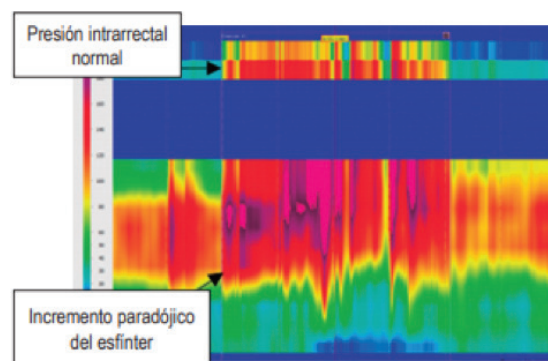 Presión intrarrectal
normal
Incremento paradójico
del esfínter